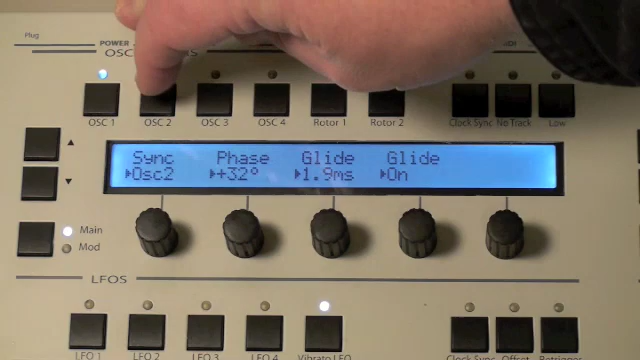 Plug
POWER
OSC
RS
OSC 1
OSC 2
OSC 3
OSC 4
Rotor 1
Rotor 2
Clock Sync
No Track
Low
Sync Phase Glide Glide
▸Osc2 ▸+32° ▸1.9ms ▸On
Main
Mod
LFOS
LFO 1
LFO 2
LFO 3
LFO 4
Vibrato LFO
Clock Sync
Offset
Retrigger